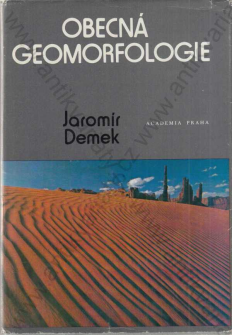 OBECNÁ
GEOMORFOLOGIE
Jaromír
Demek
ACADEMIA PRAHA